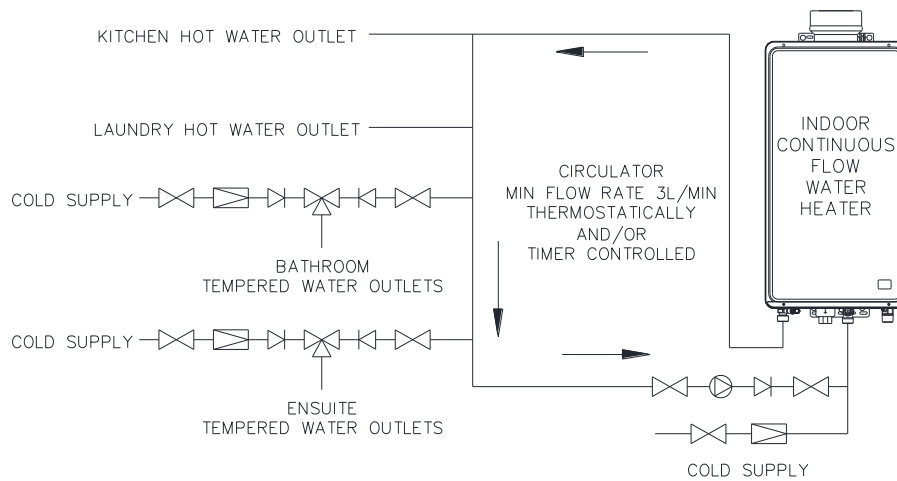 KITCHEN HOT WATER OUTLET
LAUNDRY HOT WATER OUTLET
COLD SUPPLY
BATHROOM
TEMPERED WATER OUTLETS
COLD SUPPLY
ENSUITE
TEMPERED WATER OUTLETS
CIRCULATOR
MIN FLOW RATE 3L/MIN
THERMOSTATICALLY
AND/OR
TIMER CONTROLLED
INDOOR
CONTINUOUS
FLOW
WATER
HEATER
COLD SUPPLY